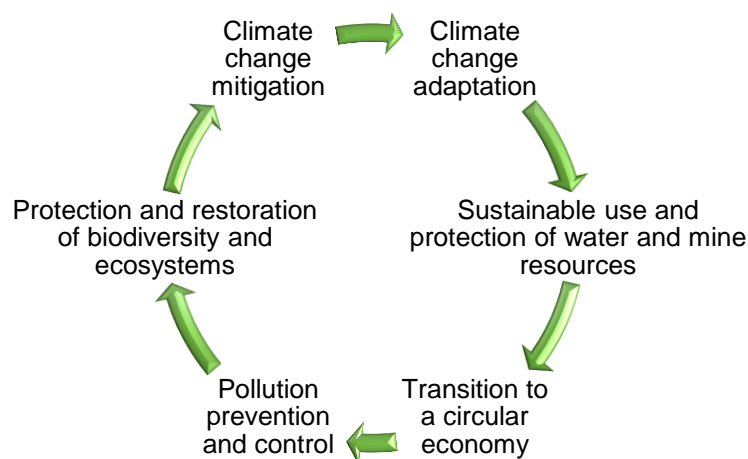 Climate
change
mitigation
Climate
change
adaptation
Sustainable use and
protection of water and mine
resources
Transition to
a circular
economy
Pollution
prevention
and control
Protection and restoration
of biodiversity and
ecosystems